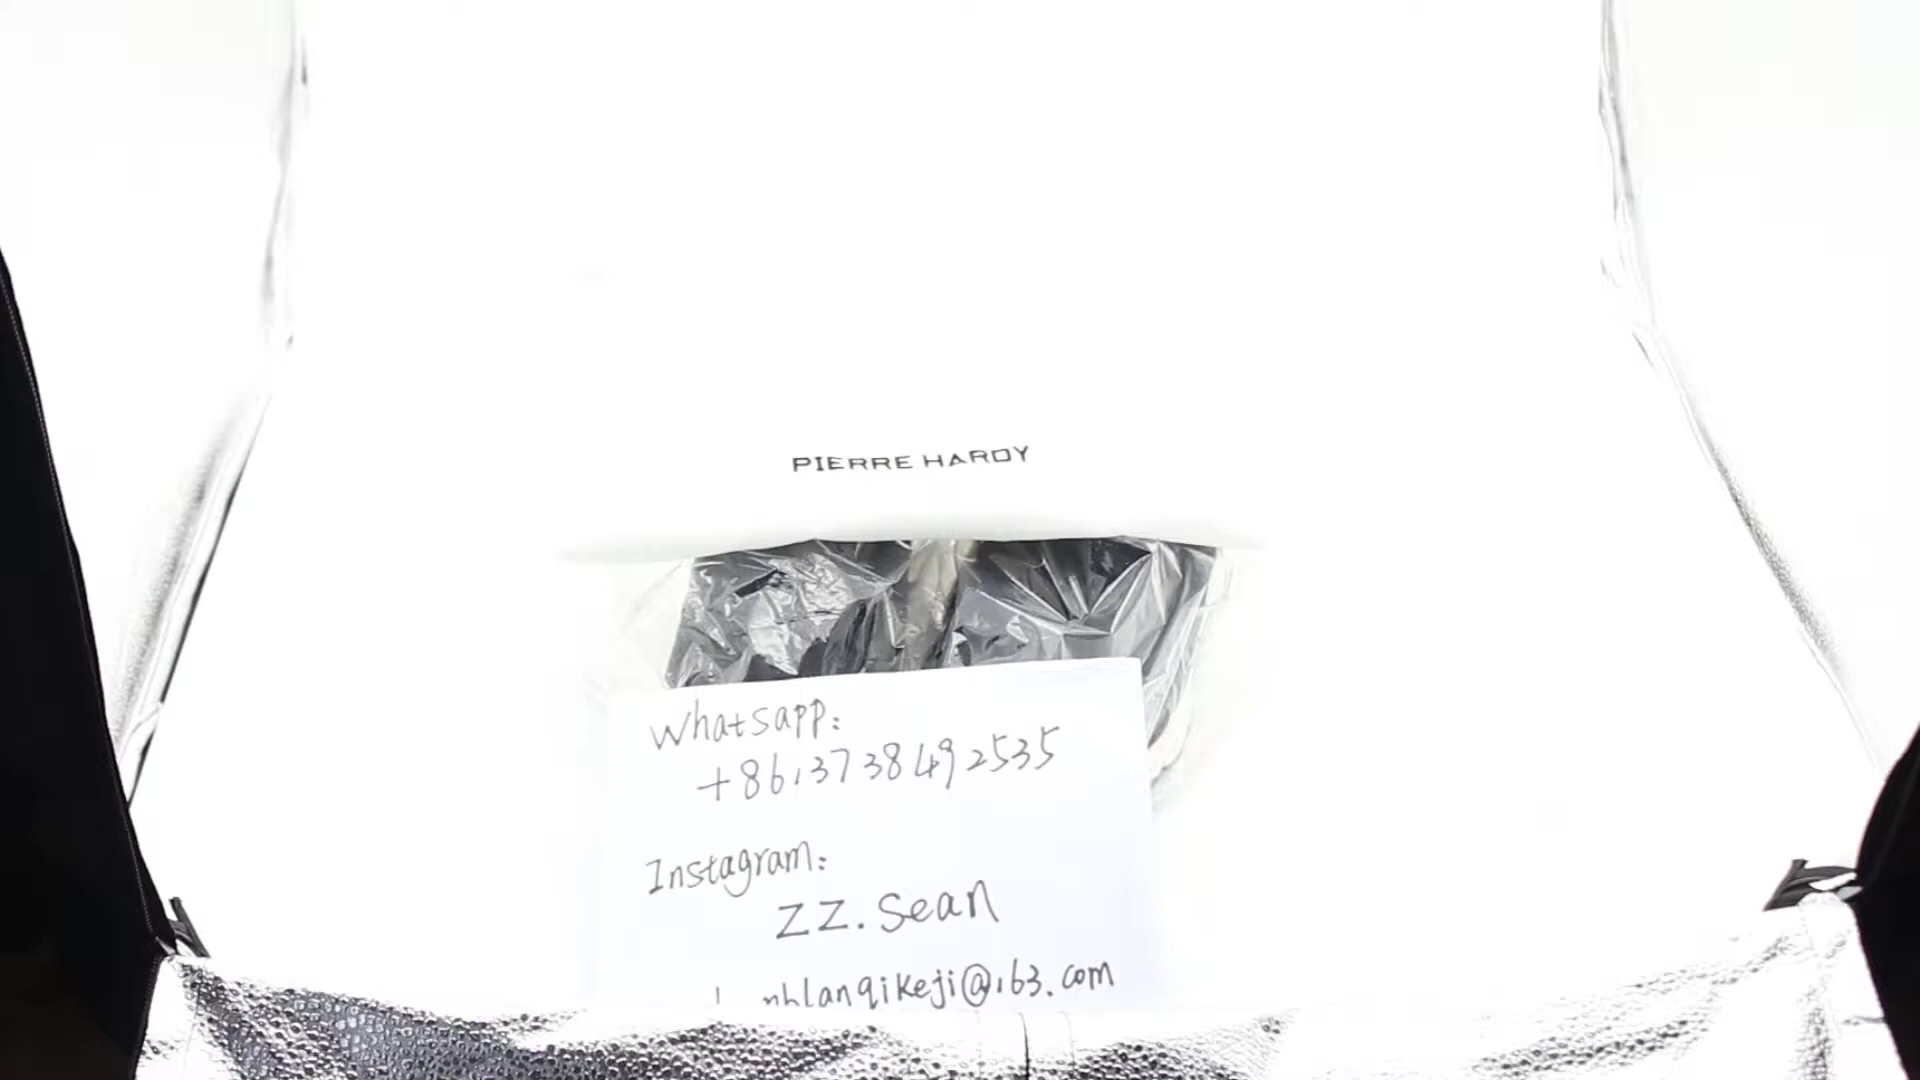 PIERRE HARDY
Whatsapp:
+8613738492535
Instagram:
ZZ.Sean
nhlanqikeji@163.com